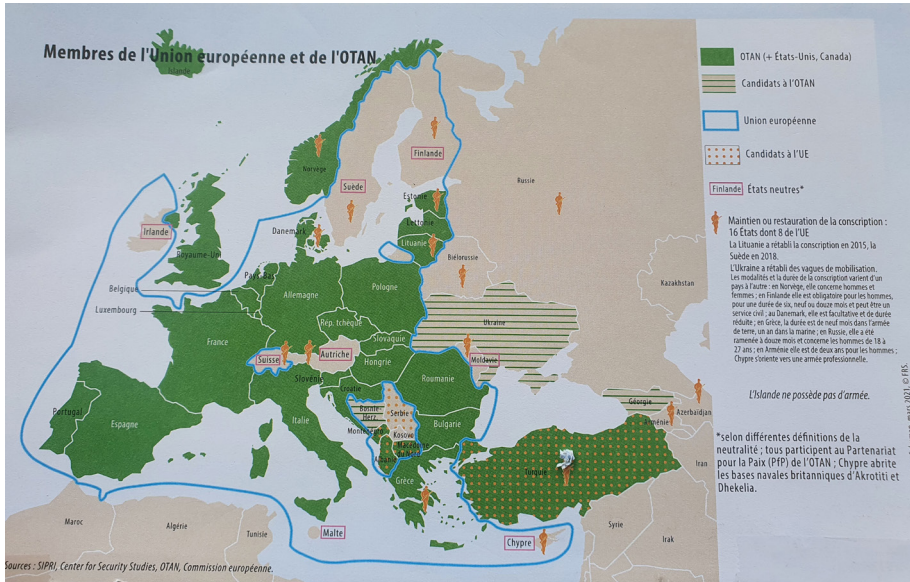 Membres de l'Union européenne et de l'OTAN
Islande
Norvège
Suède
Finlande
Russie
Estonie
Lettonie
Lituanie
Danemark
Irlande
Royaume-Uni
Pays-Bas
Belgique
Luxembourg
Allemagne
Pologne
Biélorussie
Kazakhstan
Ukraine
Rép. tchèque
Slovaquie
France
Suisse
Autriche
Hongrie
Moldavie
Roumanie
Slovénie
Croatie
Bosnie-
Herz.
Serbie
Monténégro
Kosovo
Macédoine
du Nord
Albanie
Bulgarie
Italie
Portugal
Espagne
Grèce
Turquie
Géorgie
Arménie
Azerbaïdjan
Iran
Syrie
Irak
Chypre
Malte
Maroc
Algérie
Tunisie
OTAN (+ États-Unis, Canada)
Candidats à l'OTAN
Union européenne
Candidats à l'UE
Finlande États neutres*
Maintien ou restauration de la conscription :
16 États dont 8 de l'UE
La Lituanie a rétabli la conscription en 2015, la
Suède en 2018.
L'Ukraine a rétabli des vagues de mobilisation.
Les modalités et la durée de la conscription varient d'un
pays à l'autre : en Norvège, elle concerne hommes et
femmes ; en Finlande elle est obligatoire pour les hommes,
pour une durée de six, neuf ou douze mois et peut être un
service civil ; au Danemark, elle est facultative et de durée
réduite ; en Grèce, la durée est de neuf mois dans l'armée
de terre, un an dans la marine ; en Russie, elle a été
ramenée à douze mois et concerne les hommes de 18 à
27 ans ; en Arménie elle est de deux ans pour les hommes ;
Chypre s'oriente vers une armée professionnelle.
L'Islande ne possède pas d'armée.
*selon différentes définitions de la
neutralité ; tous participent au Partenariat
pour la Paix (PfP) de l'OTAN ; Chypre abrite
les bases navales britanniques d'Akrotiti et
Dhekelia.
mars 2021, © FRS.
Sources : SIPRI, Center for Security Studies, OTAN, Commission européenne.